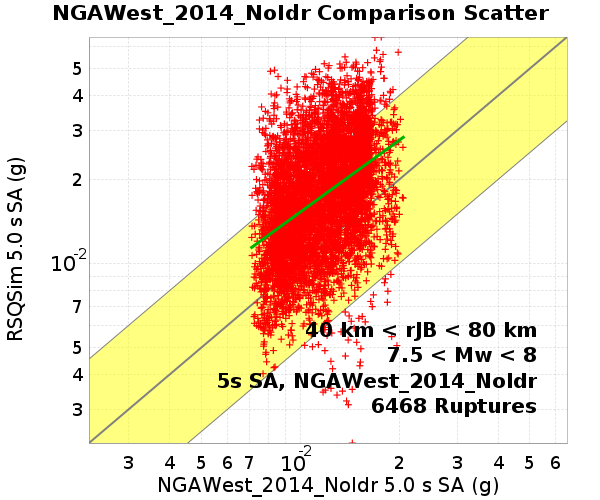 NGAWest_2014_NoIdr Comparison Scatter
RSQSim 5.0 s SA (g)
5
4
3
2
10-2
7
5
4
3
40 km < rJB < 80 km
7.5 < Mw < 8
5s SA, NGAWest_2014_NoIdr
6468 Ruptures
3 4 5 6 7 10-2 2 3 4 5 6
NGAWest_2014_NoIdr 5.0 s SA (g)